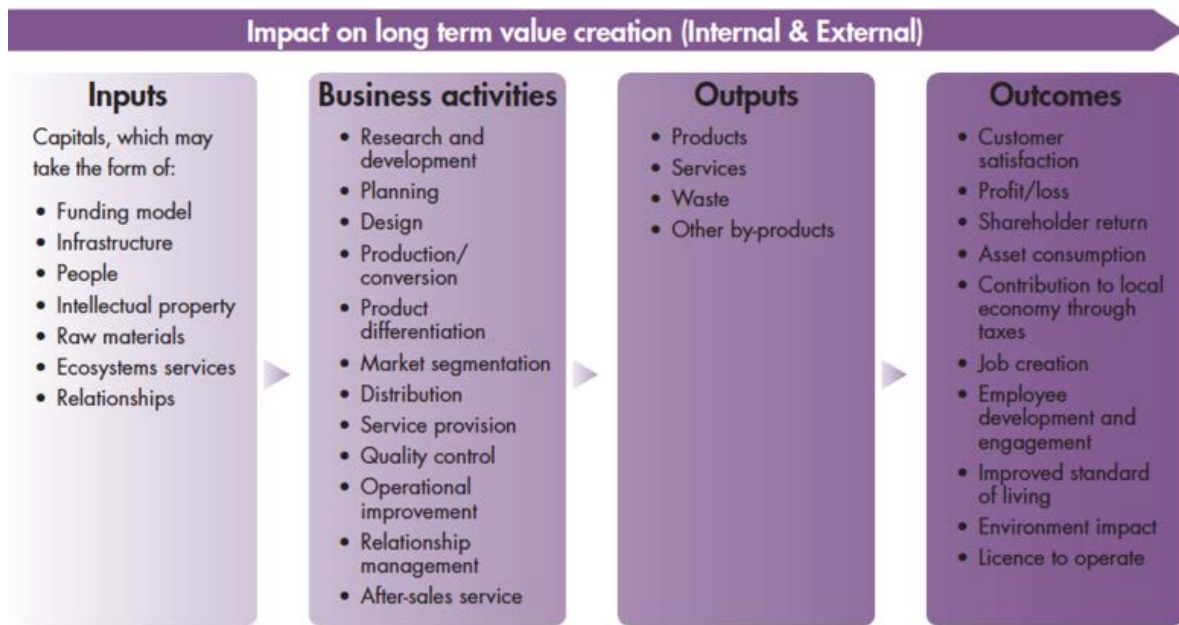 Impact on long term value creation (Internal & External)
Inputs
Capitals, which may
take the form of:
• Funding model
• Infrastructure
• People
• Intellectual property
• Raw materials
• Ecosystems services
• Relationships
Business activities
• Research and
development
• Planning
• Design
• Production/
conversion
• Product
differentiation
• Market segmentation
• Distribution
• Service provision
• Quality control
• Operational
improvement
• Relationship
management
• After-sales service
Outputs
• Products
• Services
• Waste
• Other by-products
Outcomes
• Customer
satisfaction
• Profit/loss
• Shareholder return
• Asset consumption
• Contribution to local
economy through
taxes
• Job creation
• Employee
development and
engagement
• Improved standard
of living
• Environment impact
• Licence to operate